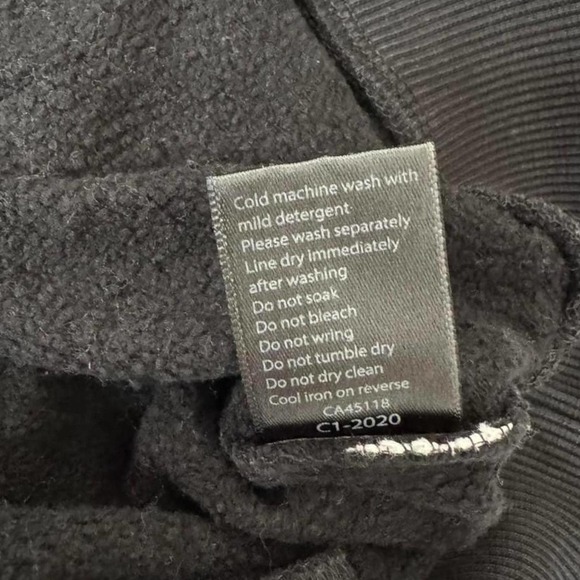 Cold machine wash with
mild detergent
Please wash separately
Line dry immediately
after washing
Do not soak
Do not bleach
Do not wring
Do not tumble dry
Do not dry clean
Cool iron on reverse
CA45118
C1-2020